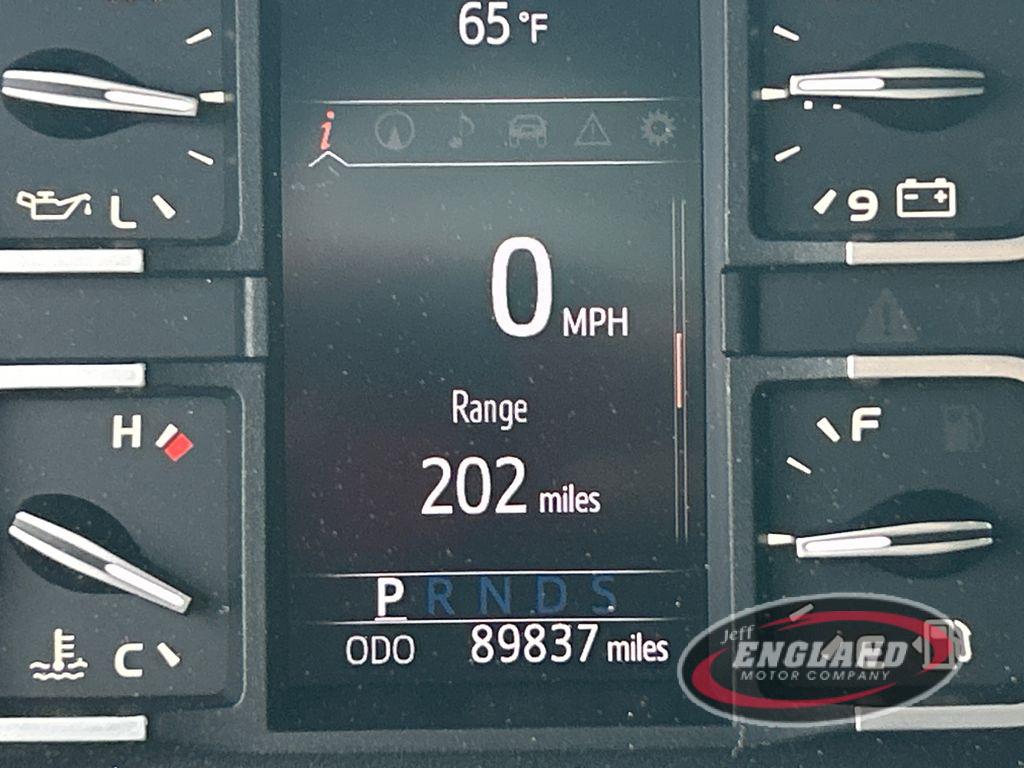 65 °F
L
9
0 MPH
Range
H
F
202 miles
P R N D S
ODO 89837 miles
C
E
Jeff
ENGLAND
MOTOR COMPANY